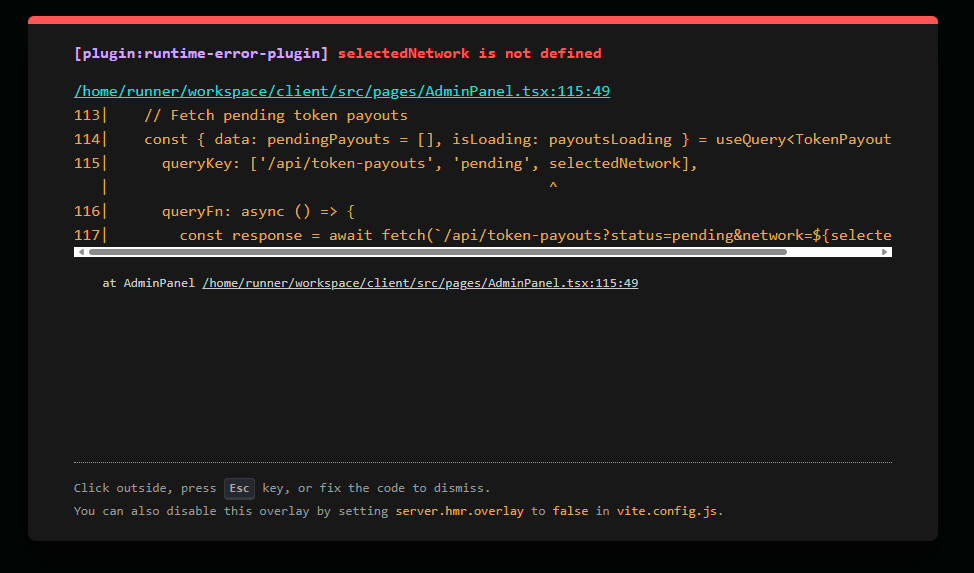 [plugin:runtime-error-plugin] selectedNetwork is not defined
/home/runner/workspace/client/src/pages/AdminPanel.tsx:115:49
113|    // Fetch pending token payouts
114|    const { data: pendingPayouts = [], isLoading: payoutsLoading } = useQuery<TokenPayout
115|      queryKey: ['/api/token-payouts', 'pending', selectedNetwork],
   |                                                  ^
116|      queryFn: async () => {
117|        const response = await fetch(`/api/token-payouts?status=pending&network=${selecte
at AdminPanel /home/runner/workspace/client/src/pages/AdminPanel.tsx:115:49
Click outside, press Esc key, or fix the code to dismiss.
You can also disable this overlay by setting server.hmr.overlay to false in vite.config.js.